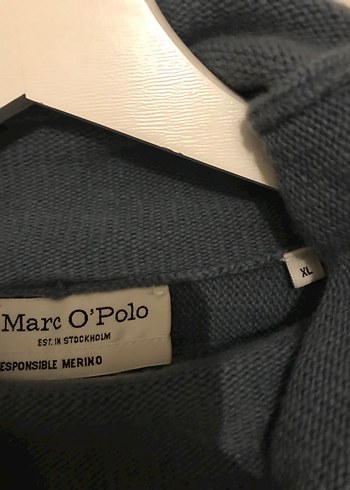 Marc O'Polo
EST. IN STOCKHOLM
ESPONSIBLE MERINO
XL